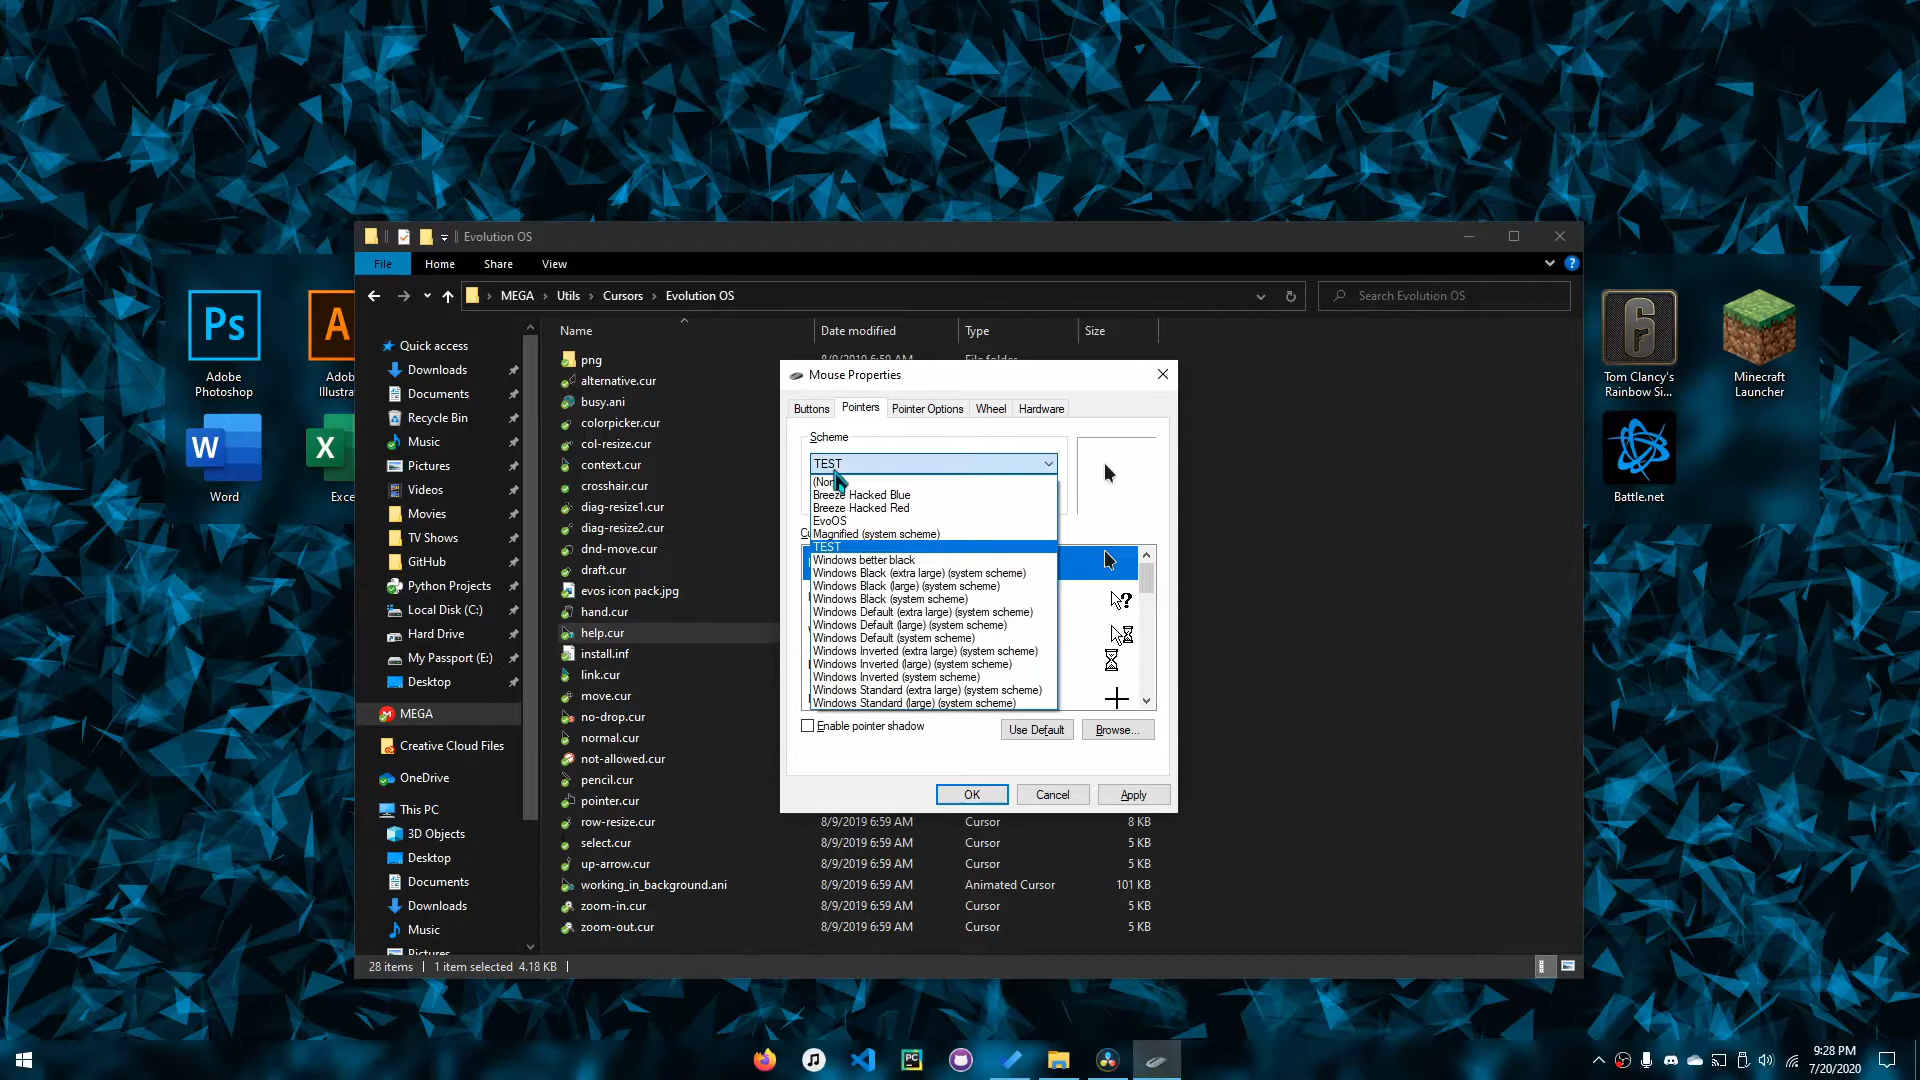 Evolution OS
File
Home
Share
View
MEGA
Utils
Cursors
Evolution OS
Search Evolution OS
Name
Date modified
Type
Size
Quick access
Downloads
Documents
Recycle Bin
Music
Pictures
Videos
Movies
TV Shows
GitHub
Python Projects
Local Disk (C:)
Hard Drive
My Passport (E:)
Desktop
MEGA
Creative Cloud Files
OneDrive
This PC
3D Objects
Desktop
Documents
Downloads
Music
Pictures
png
alternative.cur
busy.ani
colorpicker.cur
col-resize.cur
context.cur
crosshair.cur
diag-resize1.cur
diag-resize2.cur
dnd-move.cur
draft.cur
evos icon pack.jpg
hand.cur
help.cur
install.inf
link.cur
move.cur
no-drop.cur
normal.cur
not-allowed.cur
pencil.cur
pointer.cur
row-resize.cur 8/9/2019 6:59 AM Cursor 8 KB
select.cur 8/9/2019 6:59 AM Cursor 5 KB
up-arrow.cur 8/9/2019 6:59 AM Cursor 5 KB
working_in_background.ani 8/9/2019 6:59 AM Animated Cursor 101 KB
zoom-in.cur 8/9/2019 6:59 AM Cursor 5 KB
zoom-out.cur 8/9/2019 6:59 AM Cursor 5 KB
8/9/2019 6:59 AM File folder
28 items
1 item selected 4.18 KB
Mouse Properties
Buttons
Pointers
Pointer Options
Wheel
Hardware
Scheme
TEST
Breeze Hacked Blue
Breeze Hacked Red
EvoOS
Magnified (system scheme)
TEST
Windows better black
Windows Black (extra large) (system scheme)
Windows Black (large) (system scheme)
Windows Black (system scheme)
Windows Default (extra large) (system scheme)
Windows Default (large) (system scheme)
Windows Default (system scheme)
Windows Inverted (extra large) (system scheme)
Windows Inverted (large) (system scheme)
Windows Inverted (system scheme)
Windows Standard (extra large) (system scheme)
Windows Standard (large) (system scheme)
Enable pointer shadow
Use Default
Browse...
OK
Cancel
Apply
Ps
Adobe
Photoshop
W
Word
X
Tom Clancy's
Rainbow Si...
Minecraft
Launcher
Battle.net
PC
9:28 PM
7/20/2020